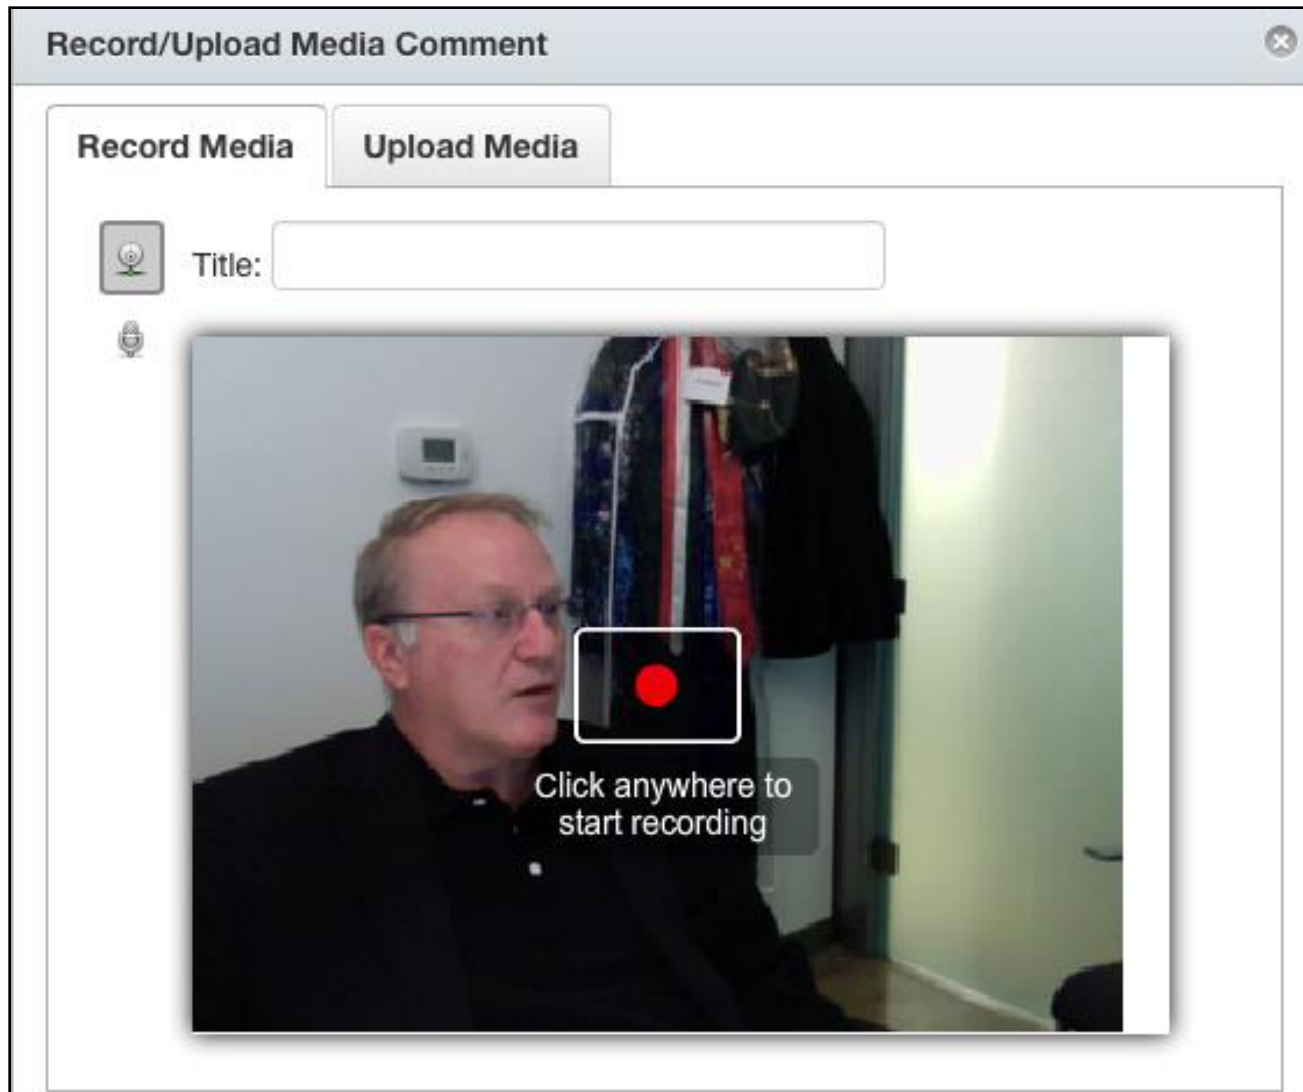 Record/Upload Media Comment
Record Media
Upload Media
Title:
Click anywhere to
start recording